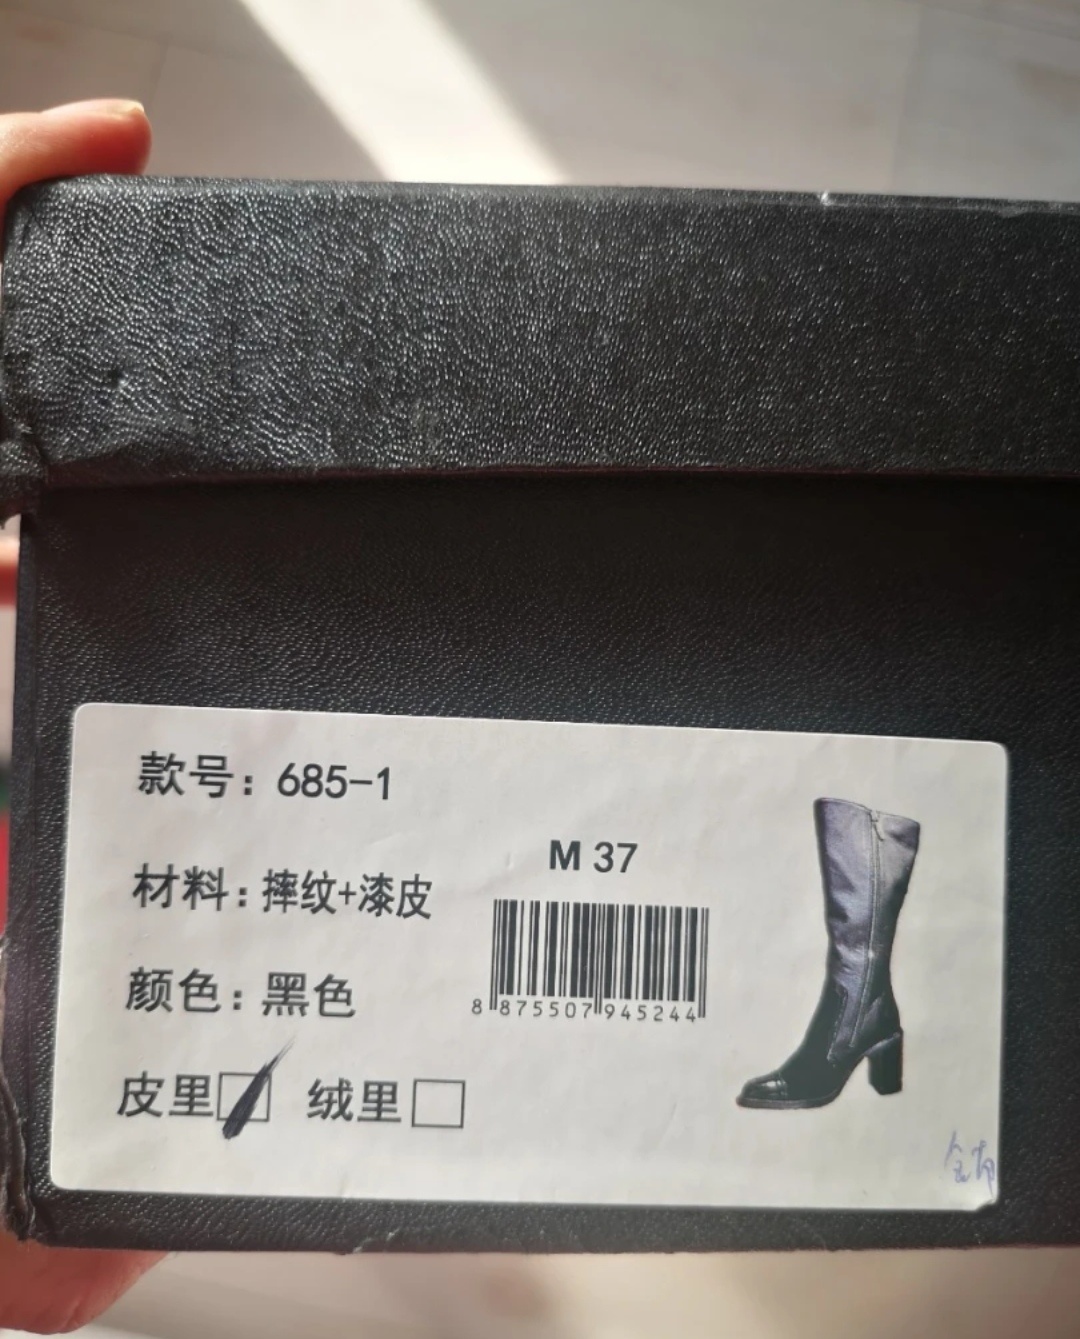 款号：685-1
材料：摔纹+漆皮
颜色：黑色
皮里 绒里
M 37
8 875507 945244